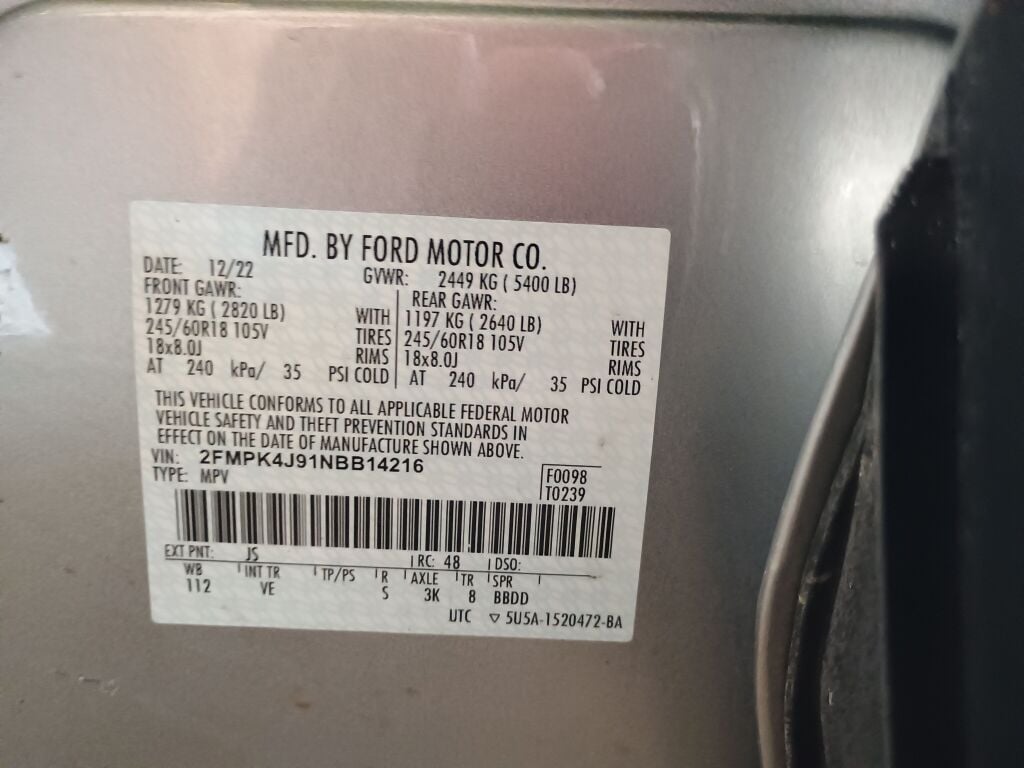 MFD. BY FORD MOTOR CO.
DATE: 12/22 GVWR: 2449 KG ( 5400 LB)
FRONT GAWR: REAR GAWR:
1279 KG ( 2820 LB) WITH 1197 KG ( 2640 LB) WITH
245/60R18 105V TIRES 245/60R18 105V TIRES
18x8.0J RIMS 18x8.0J RIMS
AT 240 kPa/ 35 PSI COLD AT 240 kPa/ 35 PSI COLD
THIS VEHICLE CONFORMS TO ALL APPLICABLE FEDERAL MOTOR
VEHICLE SAFETY AND THEFT PREVENTION STANDARDS IN
EFFECT ON THE DATE OF MANUFACTURE SHOWN ABOVE.
VIN: 2FMPK4J91NBB14216
TYPE: MPV F0098
T0239
EXT PNT: JS RC: 48 DSO:
WB INT TR TP/PS R AXLE TR SPR
112 VE S 3K 8 BBDD
UTC ▽ 5U5A-1520472-BA